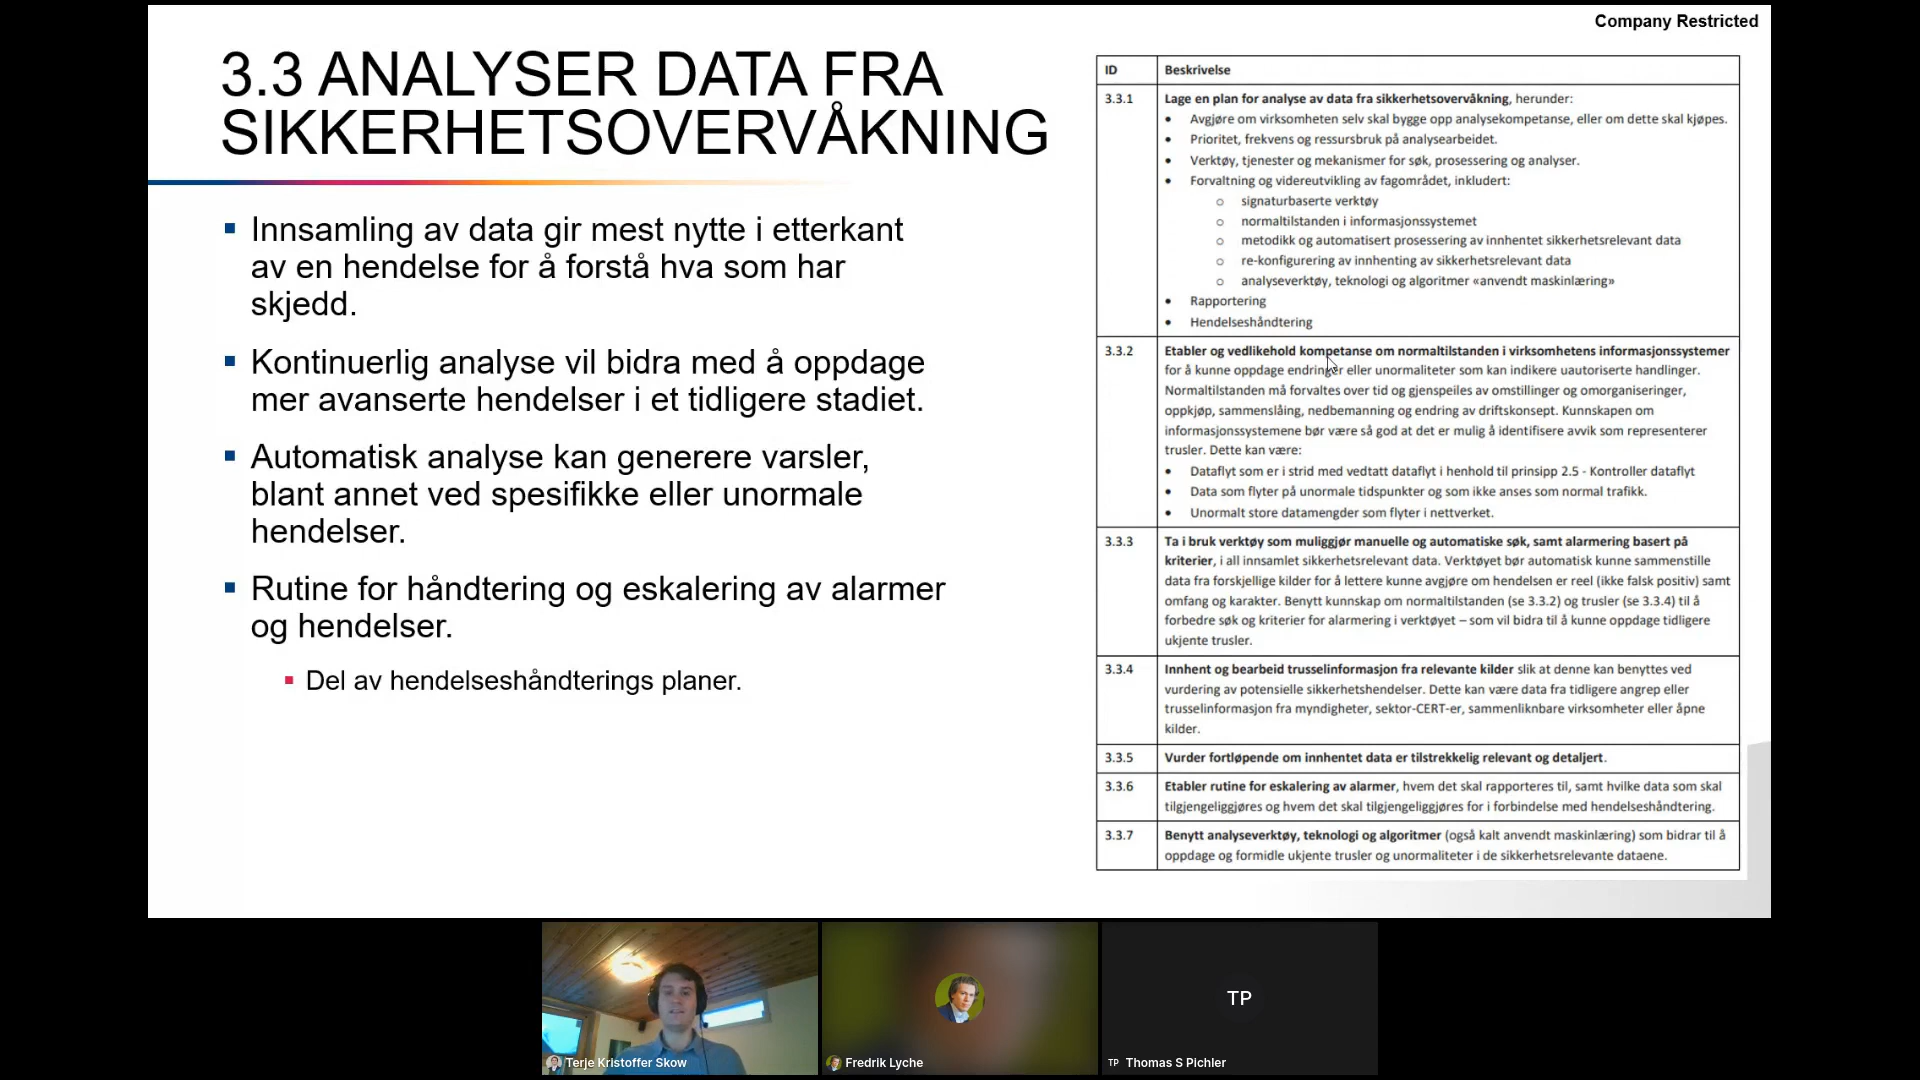 Company Restricted
3.3 ANALYSER DATA FRA
SIKKERHETSOVERVÅKNING
Innsamling av data gir mest nytte i etterkant
av en hendelse for å forstå hva som har
skjedd.
Kontinuerlig analyse vil bidra med å oppdage
mer avanserte hendelser i et tidligere stadiet.
Automatisk analyse kan generere varsler,
blant annet ved spesifikke eller unormale
hendelser.
Rutine for håndtering og eskalering av alarmer
og hendelser.
Del av hendelseshåndterings planer.
ID Beskrivelse
3.3.1 Lage en plan for analyse av data fra sikkerhetsovervåkning, herunder:
Avgjøre om virksomheten selv skal bygge opp analysekompetanse, eller om dette skal kjøpes.
Prioritet, frekvens og ressursbruk på analysearbeidet.
Verktøy, tjenester og mekanismer for søk, prosessering og analyser.
Forvaltning og videreutvikling av fagområdet, inkludert:
signaturbaserte verktøy
normaltilstanden i informasjonssystemet
metodikk og automatisert prosessering av innhentet sikkerhetsrelevant data
re-konfigurering av innhenting av sikkerhetsrelevant data
analyseverktøy, teknologi og algoritmer «anvendt maskinlæring»
Rapportering
Hendelseshåndtering
3.3.2 Etabler og vedlikehold kompetanse om normaltilstanden i virksomhetens informasjonssystemer
for å kunne oppdage endringer eller unormaliteter som kan indikere uautoriserte handlinger.
Normaltilstanden må forvaltes over tid og gjenspeiles av omstillinger og omorganiseringer,
oppkjøp, sammenslåing, nedbemanning og endring av driftskonsept. Kunnskapen om
informasjonssystemene bør være så god at det er mulig å identifisere avvik som representerer
trusler. Dette kan være:
Dataflyt som er i strid med vedtatt dataflyt i henhold til prinsipp 2.5 - Kontroller dataflyt
Data som flyter på unormale tidspunkter og som ikke anses som normal trafikk.
Unormalt store datamengder som flyter i nettverket.
3.3.3 Ta i bruk verktøy som muliggjør manuelle og automatiske søk, samt alarmering basert på
kriterier, i all innsamlet sikkerhetsrelevant data. Verktøyet bør automatisk kunne sammenstille
data fra forskjellige kilder for å lettere kunne avgjøre om hendelsen er reel (ikke falsk positiv) samt
omfang og karakter. Benytt kunnskap om normaltilstanden (se 3.3.2) og trusler (se 3.3.4) til å
forbedre søk og kriterier for alarmering i verktøyet – som vil bidra til å kunne oppdage tidligere
ukjente trusler.
3.3.4 Innhent og bearbeid trusselinformasjon fra relevante kilder slik at denne kan benyttes ved
vurdering av potensielle sikkerhetshendelser. Dette kan være data fra tidligere angrep eller
trusselinformasjon fra myndigheter, sektor-CERT-er, sammenliknbare virksomheter eller åpne
kilder.
3.3.5 Vurder fortløpende om innhentet data er tilstrekkelig relevant og detaljert.
3.3.6 Etabler rutine for eskalering av alarmer, hvem det skal rapporteres til, samt hvilke data som skal
tilgjengeliggjøres og hvem det skal tilgjengeliggjøres for i forbindelse med hendelseshåndtering.
3.3.7 Benytt analyseverktøy, teknologi og algoritmer (også kalt anvendt maskinlæring) som bidrar til å
oppdage og formidle ukjente trusler og unormaliteter i de sikkerhetsrelevante dataene.
TP
Terje Kristoffer Skow
Fredrik Lyche
TP Thomas S Pichler